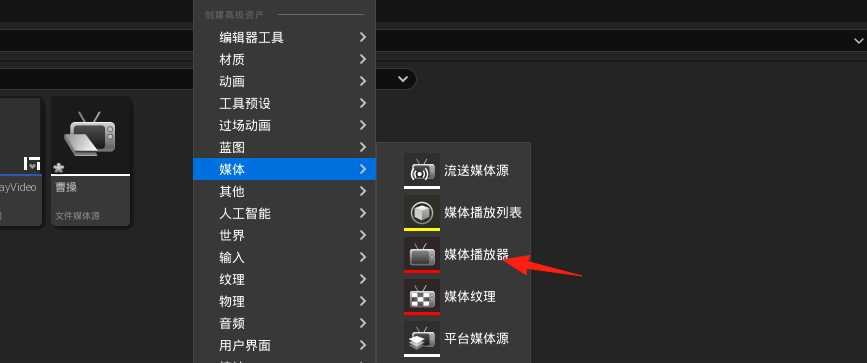 创建高级资产
编辑器工具
材质
动画
工具预设
过场动画
蓝图
媒体
其他
人工智能
世界
输入
纹理
物理
音频
用户界面
流送媒体源
媒体播放列表
媒体播放器
媒体纹理
平台媒体源
ayVideo
曹操
文件媒体源